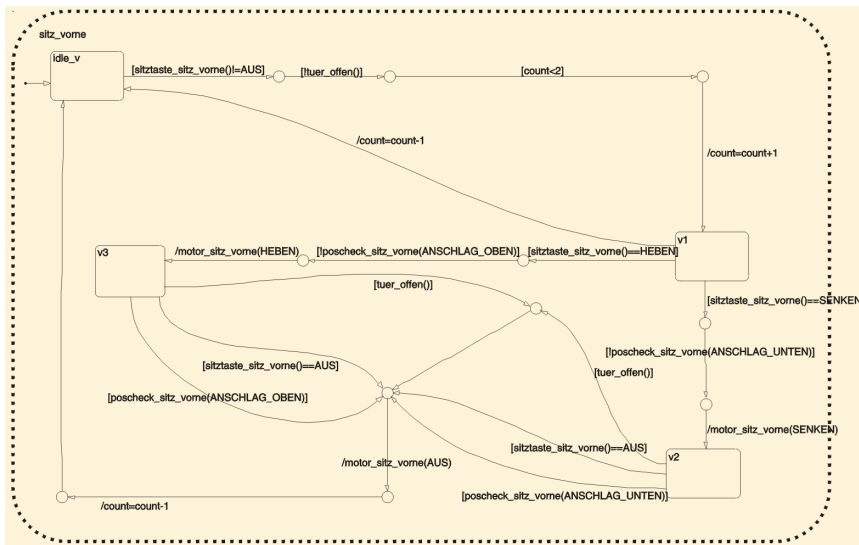 sitz_vorne
idle_v
[sitztaste_sitz_vorne()!=AUS]
[!tuer_offen()]
[count<2]
/count=count-1
/count=count+1
v1
v3
/motor_sitz_vorne(HEBEN)
[!poscheck_sitz_vorne(ANSCHLAG_OBEN)]
[sitztaste_sitz_vorne()==HEBEN]
[tuer_offen()]
[sitztaste_sitz_vorne()==SENKEN
[!poscheck_sitz_vorne(ANSCHLAG_UNTEN)]
[sitztaste_sitz_vorne()==AUS]
[tuer_offen()]
[poscheck_sitz_vorne(ANSCHLAG_OBEN)]
/motor_sitz_vorne(SENKEN)
[sitztaste_sitz_vorne()==AUS]
v2
/motor_sitz_vorne(AUS)
[poscheck_sitz_vorne(ANSCHLAG_UNTEN)]
/count=count-1